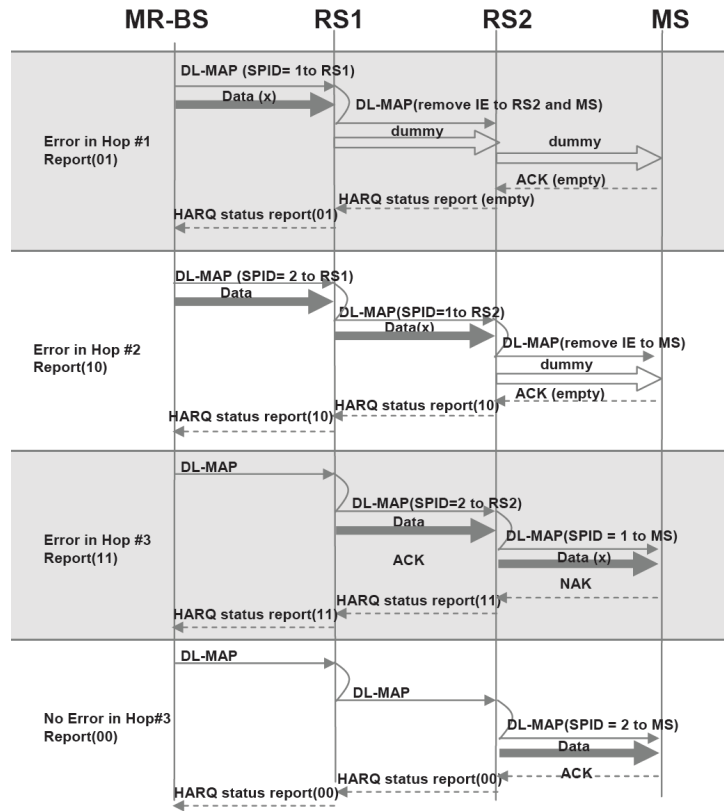 MR-BS RS1 RS2 MS
DL-MAP (SPID= 1to RS1)
Data (x)
DL-MAP(remove IE to RS2 and MS)
dummy
dummy
Error in Hop #1
Report(01)
ACK (empty)
HARQ status report (empty)
HARQ status report(01)
DL-MAP (SPID= 2 to RS1)
Data
DL-MAP(SPID=1to RS2)
Data(x)
Error in Hop #2
Report(10)
DL-MAP(remove IE to MS)
dummy
ACK (empty)
HARQ status report(10)
HARQ status report(10)
DL-MAP
DL-MAP(SPID=2 to RS2)
Data
Error in Hop #3
Report(11)
DL-MAP(SPID = 1 to MS)
ACK
Data (x)
NAK
HARQ status report(11)
HARQ status report(11)
DL-MAP
DL-MAP
No Error in Hop#3
Report(00)
DL-MAP(SPID = 2 to MS)
Data
ACK
HARQ status report(00)
HARQ status report(00)